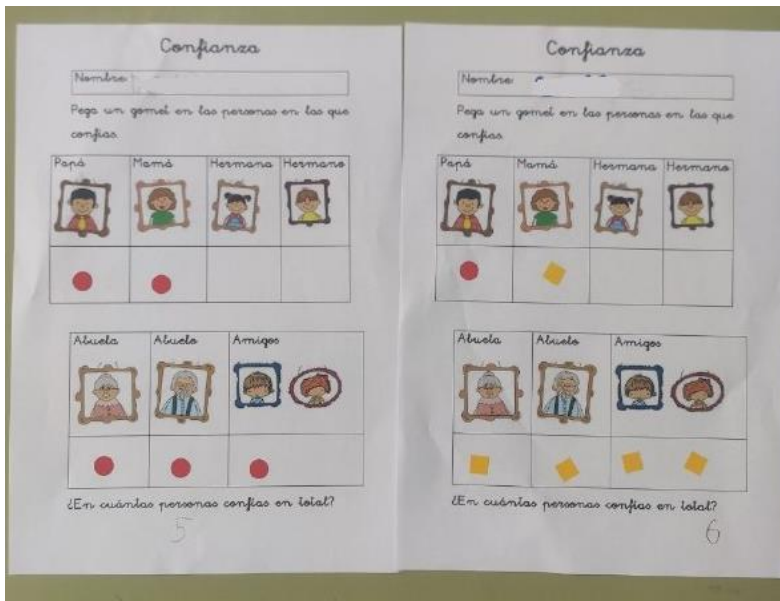 Confianza
Nombre:
Pega un gomet en las personas en las que
confías.
Papá Mamá Hermana Hermano
Abuela Abuelo Amigos
¿En cuántas personas confías en total?
5
Confianza
Nombre:
Pega un gomet en las personas en las que
confías.
Papá Mamá Hermana Hermano
Abuela Abuelo Amigos
¿En cuántas personas confías en total?
6